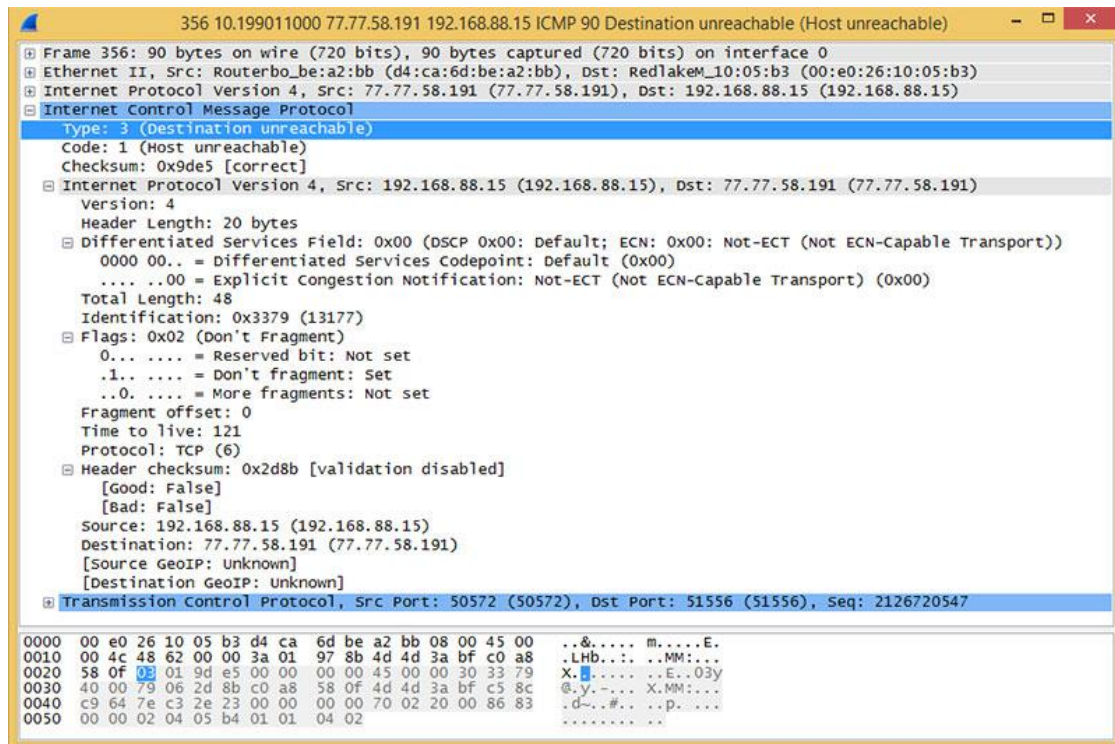 356 10.199011000 77.77.58.191 192.168.88.15 ICMP 90 Destination unreachable (Host unreachable)
Frame 356: 90 bytes on wire (720 bits), 90 bytes captured (720 bits) on interface 0
Ethernet II, Src: Routerbo_be:a2:bb (d4:ca:6d:be:a2:bb), Dst: RedlakeM_10:05:b3 (00:e0:26:10:05:b3)
Internet Protocol Version 4, Src: 77.77.58.191 (77.77.58.191), Dst: 192.168.88.15 (192.168.88.15)
Internet Control Message Protocol
Type: 3 (Destination unreachable)
Code: 1 (Host unreachable)
Checksum: 0x9de5 [correct]
Internet Protocol Version 4, Src: 192.168.88.15 (192.168.88.15), Dst: 77.77.58.191 (77.77.58.191)
Version: 4
Header Length: 20 bytes
Differentiated Services Field: 0x00 (DSCP 0x00: Default; ECN: 0x00: Not-ECT (Not ECN-Capable Transport))
0000 00.. = Differentiated Services Codepoint: Default (0x00)
.... ..00 = Explicit Congestion Notification: Not-ECT (Not ECN-Capable Transport) (0x00)
Total Length: 48
Identification: 0x3379 (13177)
Flags: 0x02 (Don't Fragment)
0... .... = Reserved bit: Not set
.1.. .... = Don't fragment: Set
..0. .... = More fragments: Not set
Fragment offset: 0
Time to live: 121
Protocol: TCP (6)
Header checksum: 0x2d8b [validation disabled]
[Good: False]
[Bad: False]
Source: 192.168.88.15 (192.168.88.15)
Destination: 77.77.58.191 (77.77.58.191)
[Source GeoIP: Unknown]
[Destination GeoIP: Unknown]
Transmission Control Protocol, Src Port: 50572 (50572), Dst Port: 51556 (51556), Seq: 2126720547
0000 00 e0 26 10 05 b3 d4 ca 6d be a2 bb 08 00 45 00 ..&..... m.....E.
0010 00 4c 48 62 00 00 3a 01 97 8b 4d 4d 3a bf c0 a8 .LHb..:. ..MM:...
0020 58 0f 03 01 9d e5 00 00 00 00 45 00 00 30 33 79 X....... ..E..03y
0030 40 00 79 06 2d 8b c0 a8 58 0f 4d 4d 3a bf c5 8c @.y.-... X.MM:...
0040 c9 64 7e c3 2e 23 00 00 00 00 70 02 20 00 86 83 .d~..#.. ..p. ...
0050 00 00 02 04 05 b4 01 01 04 02 ........ ..